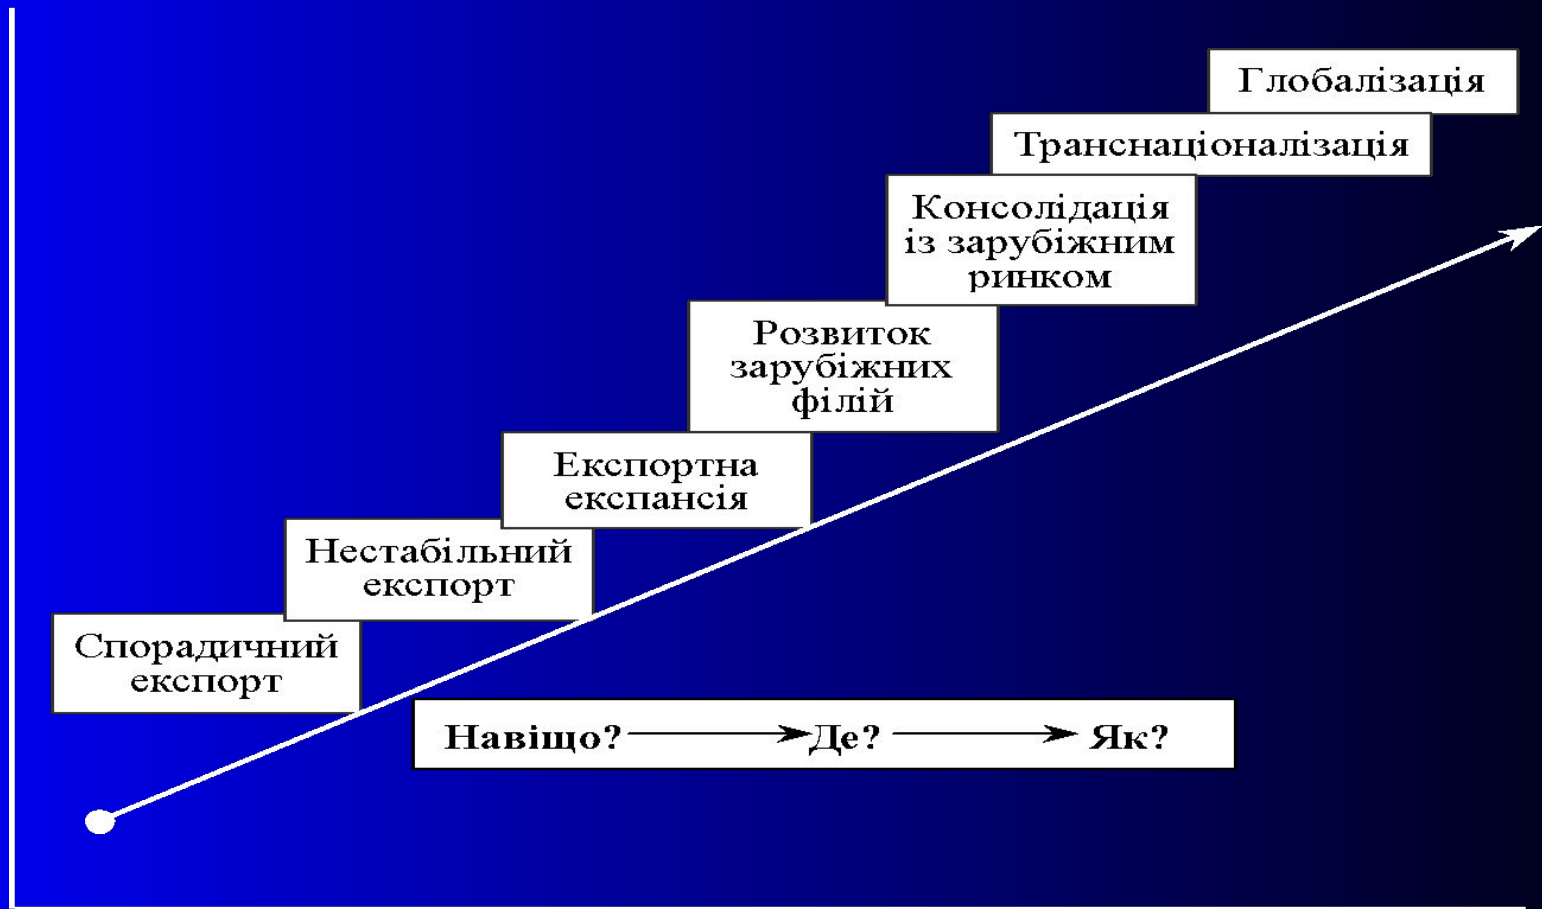 Глобалізація
Транснаціоналізація
Консолідація
із зарубіжним
ринком
Розвиток
зарубіжних
філій
Експортна
експансія
Нестабільний
експорт
Спорадичний
експорт
Навіщо? Де? Як?